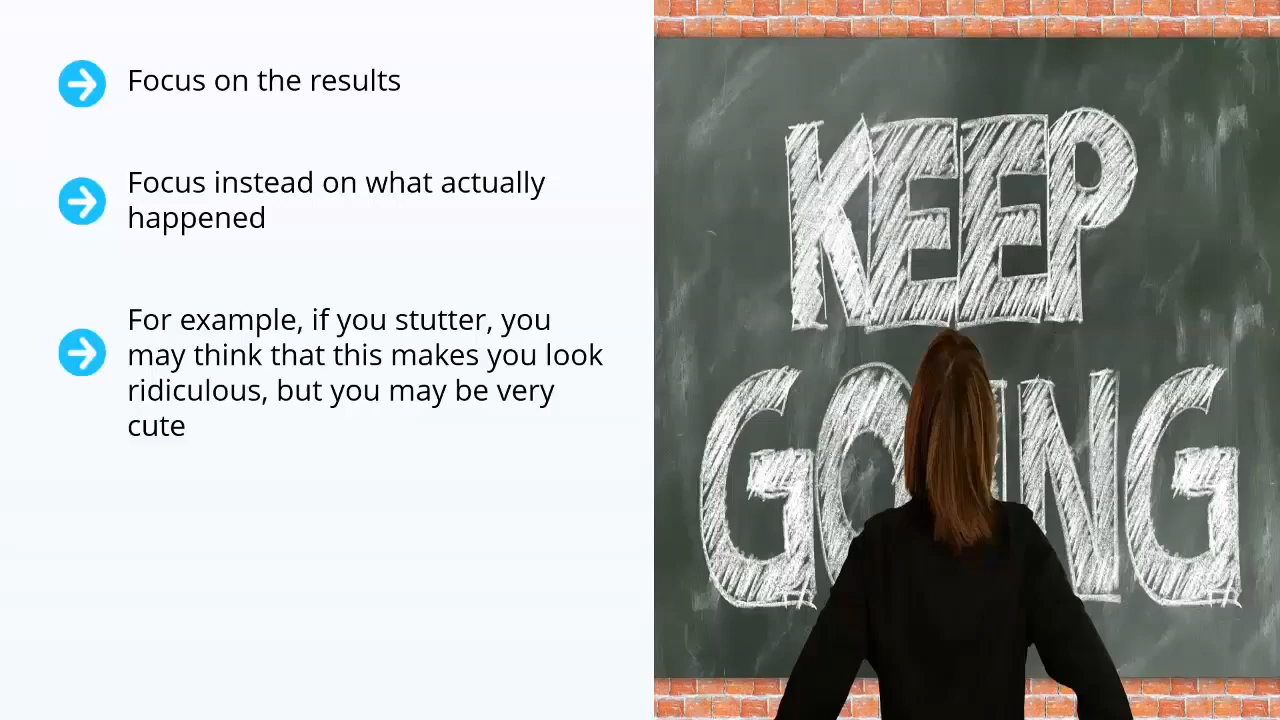 Focus on the results
Focus instead on what actually
happened
For example, if you stutter, you
may think that this makes you look
ridiculous, but you may be very
cute
KEEP
GOING